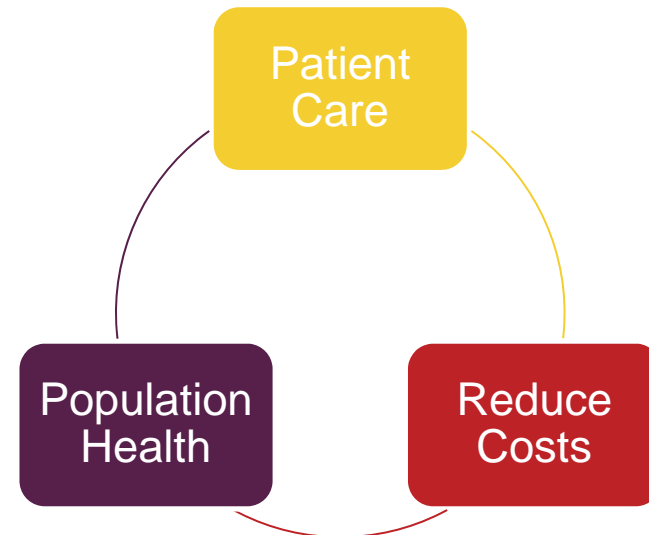 Patient
Care
Population
Health
Reduce
Costs